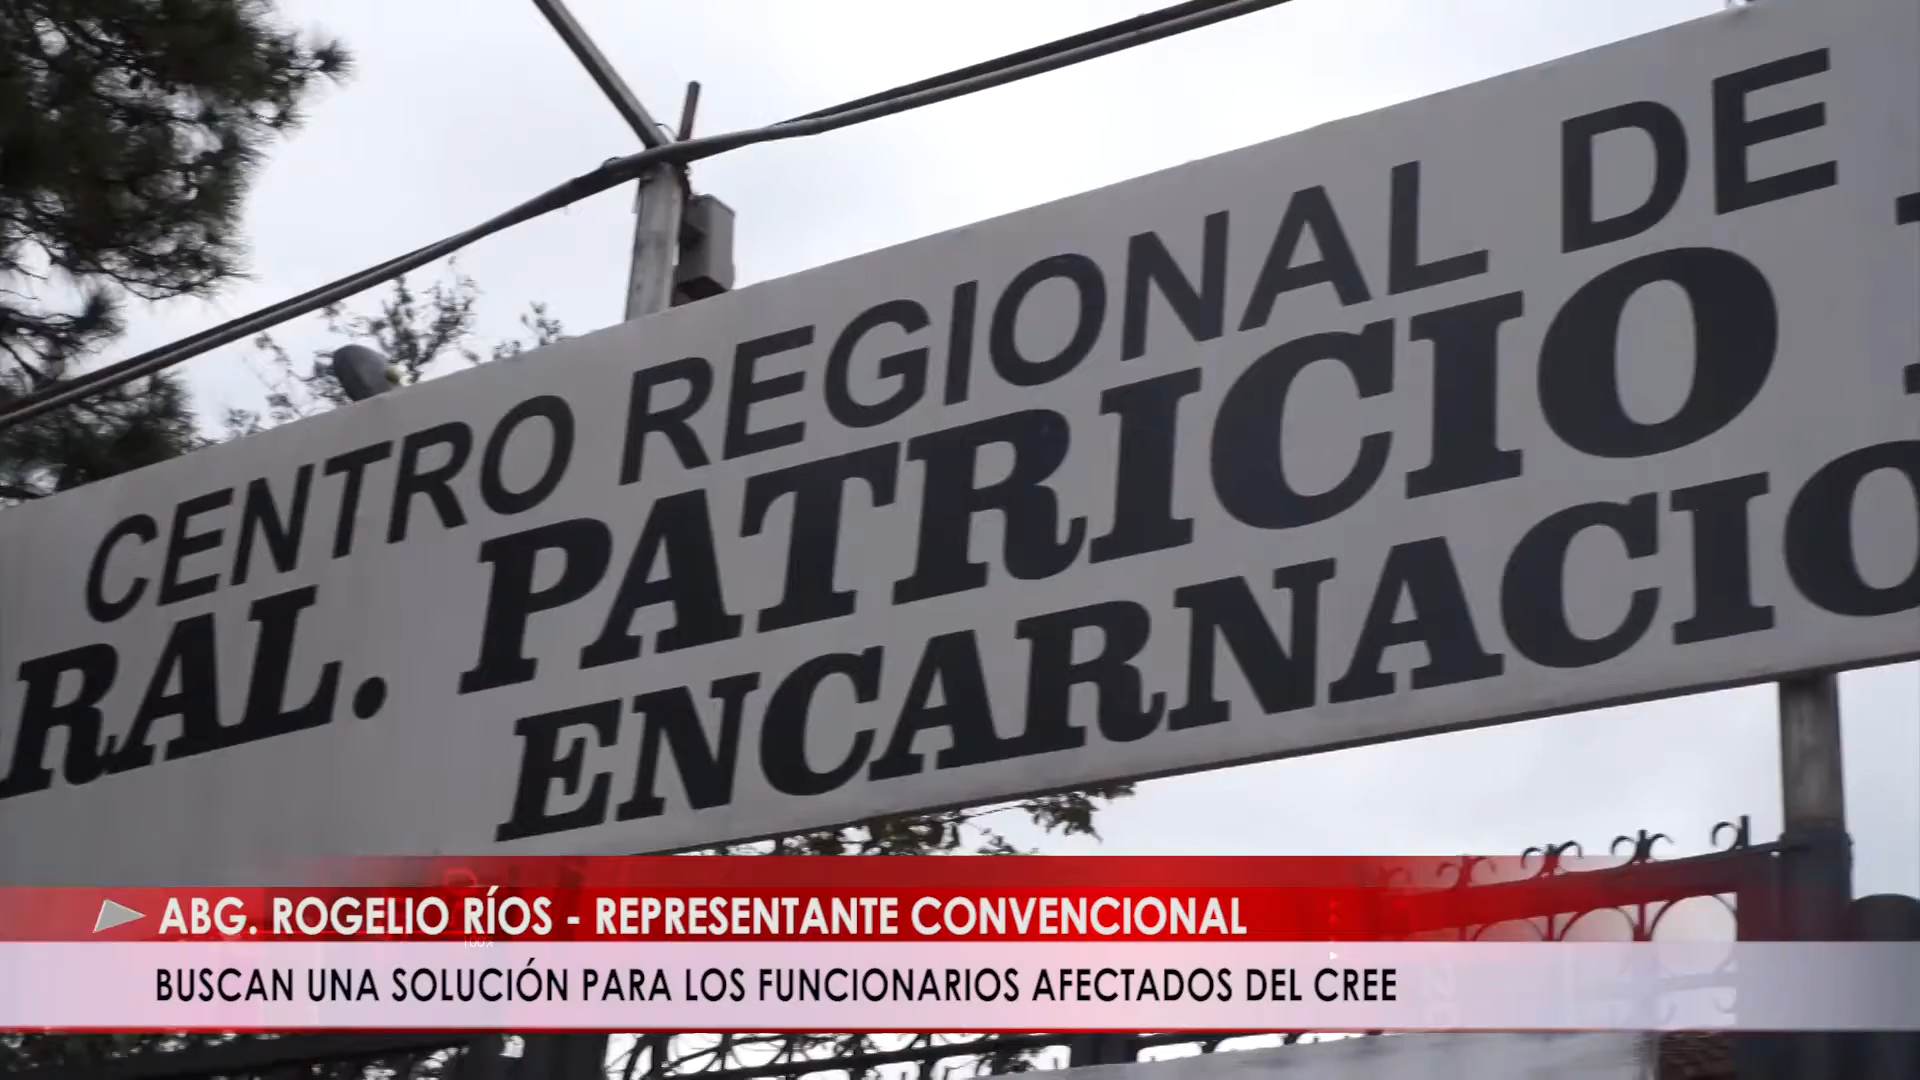 CENTRO REGIONAL DE
RAL. PATRICIO
ENCARNACIO
ABG. ROGELIO RÍOS - REPRESENTANTE CONVENCIONAL
100%
BUSCAN UNA SOLUCIÓN PARA LOS FUNCIONARIOS AFECTADOS DEL CREE